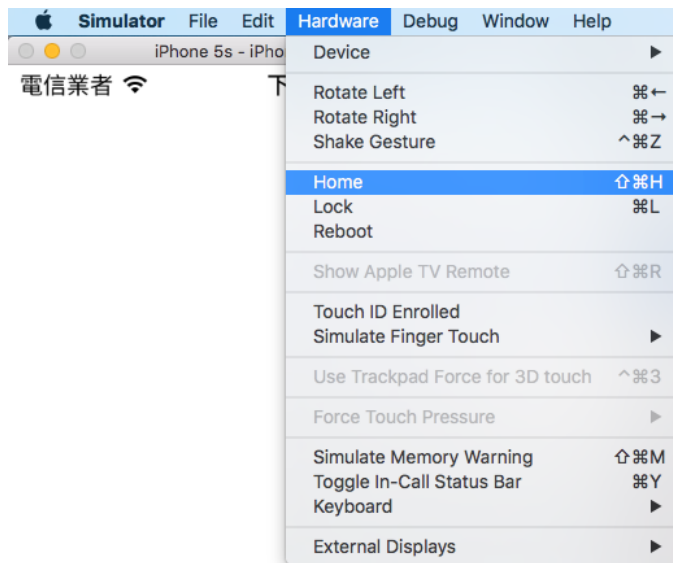 Simulator File Edit Hardware Debug Window Help
iPhone 5s - iPho
電信業者 下
Device
Rotate Left ⌘←
Rotate Right ⌘→
Shake Gesture ^⌘Z
Home ⇧⌘H
Lock ⌘L
Reboot
Show Apple TV Remote ⇧⌘R
Touch ID Enrolled
Simulate Finger Touch
Use Trackpad Force for 3D touch ^⌘3
Force Touch Pressure
Simulate Memory Warning ⇧⌘M
Toggle In-Call Status Bar ⌘Y
Keyboard
External Displays